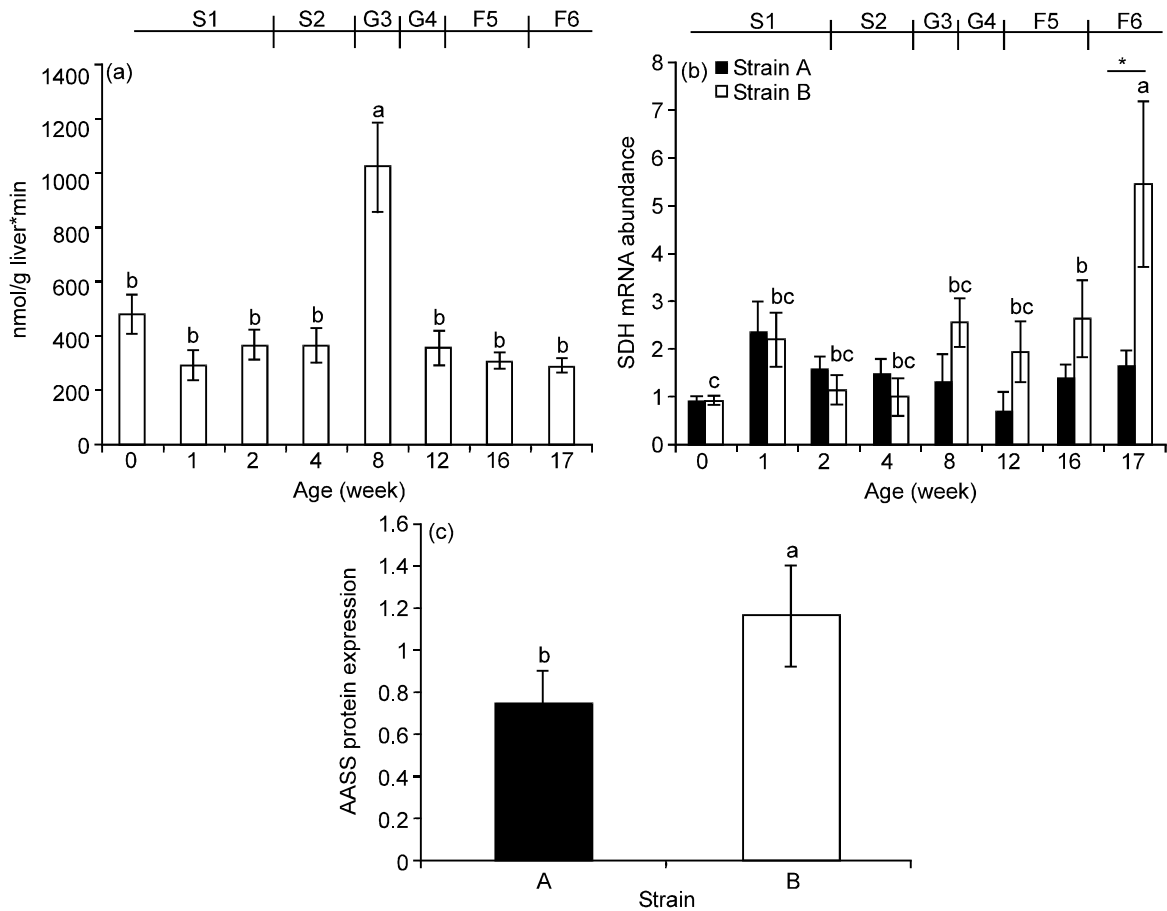 S1 S2 G3 G4 F5 F6
(a)
nmol/g liver*min
1400
1200
1000
800
600
400
200
0
b b b b a b b b
0 1 2 4 8 12 16 17
Age (week)
S1 S2 G3 G4 F5 F6
(b)
Strain A
Strain B
*
SDH mRNA abundance
8
7
6
5
4
3
2
1
0
c bc bc bc bc bc b a
0 1 2 4 8 12 16 17
Age (week)
(c)
AASS protein expression
1.6
1.4
1.2
1
0.8
0.6
0.4
0.2
0
b a
A B
Strain